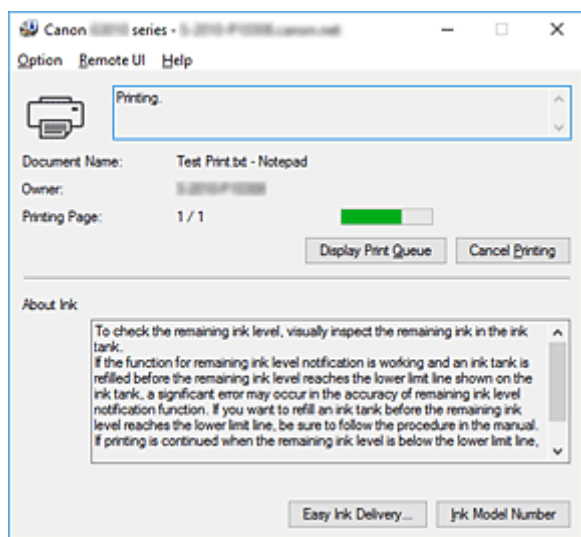 Canon series -
Option Remote UI Help
Printing.
Document Name: Test Print.txt - Notepad
Owner:
Printing Page: 1 / 1
Display Print Queue Cancel Printing
About Ink
To check the remaining ink level, visually inspect the remaining ink in the ink
tank.
If the function for remaining ink level notification is working and an ink tank is
refilled before the remaining ink level reaches the lower limit line shown on the
ink tank, a significant error may occur in the accuracy of remaining ink level
notification function. If you want to refill an ink tank before the remaining ink
level reaches the lower limit line, be sure to follow the procedure in the manual.
If printing is continued when the remaining ink level is below the lower limit line,
Easy Ink Delivery... Ink Model Number